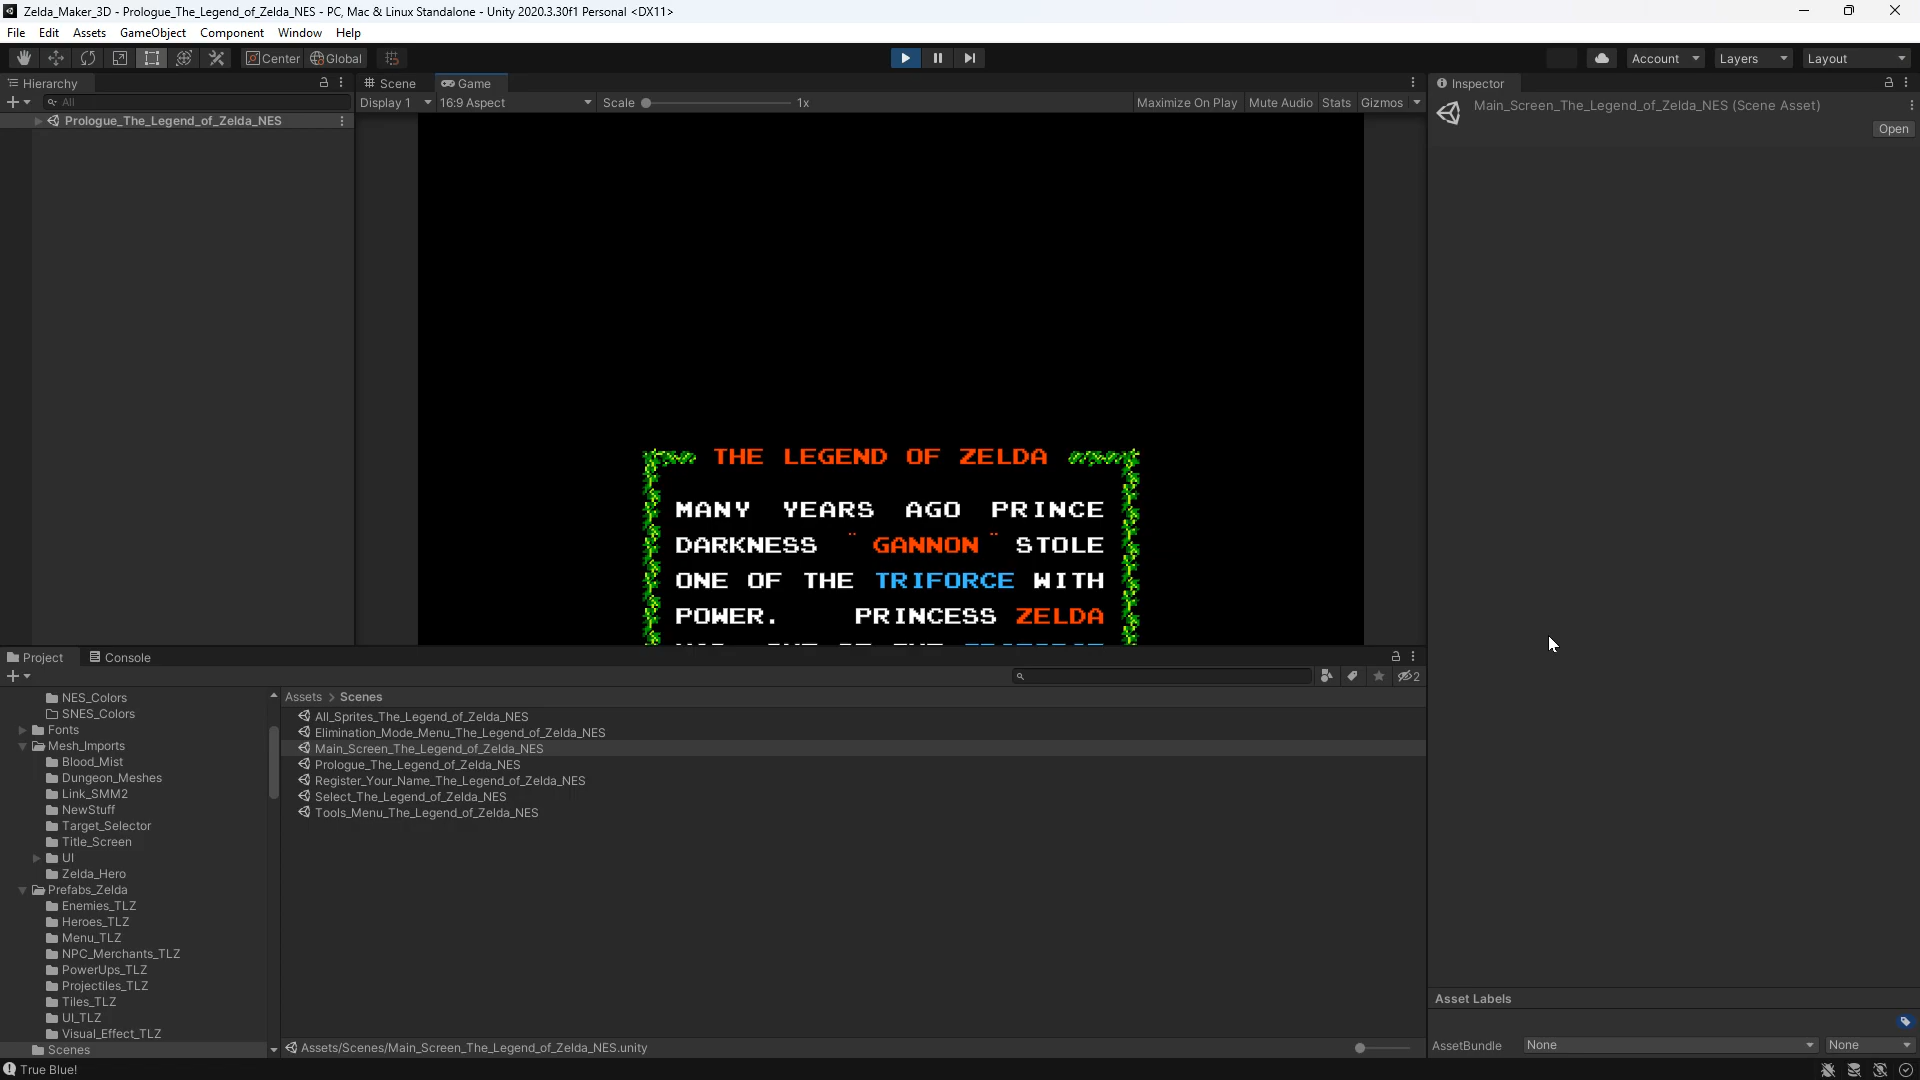 Zelda_Maker_3D - Prologue_The_Legend_of_Zelda_NES - PC, Mac & Linux Standalone - Unity 2020.3.30f1 Personal <DX11>
File Edit Assets GameObject Component Window Help
Center Global Account Layers Layout
Hierarchy Scene Game Inspector
All Display 1 16:9 Aspect Scale 1x Maximize On Play Mute Audio Stats Gizmos
Main_Screen_The_Legend_of_Zelda_NES (Scene Asset)
Open
Prologue_The_Legend_of_Zelda_NES
THE LEGEND OF ZELDA
MANY YEARS AGO PRINCE
DARKNESS "GANNON" STOLE
ONE OF THE TRIFORCE WITH
POWER. PRINCESS ZELDA
Project Console
2
NES_Colors
SNES_Colors
Fonts
Mesh_Imports
Blood_Mist
Dungeon_Meshes
Link_SMM2
NewStuff
Target_Selector
Title_Screen
UI
Zelda_Hero
Prefabs_Zelda
Enemies_TLZ
Heroes_TLZ
Menu_TLZ
NPC_Merchants_TLZ
PowerUps_TLZ
Projectiles_TLZ
Tiles_TLZ
UI_TLZ
Visual_Effect_TLZ
Scenes
Assets > Scenes
All_Sprites_The_Legend_of_Zelda_NES
Elimination_Mode_Menu_The_Legend_of_Zelda_NES
Main_Screen_The_Legend_of_Zelda_NES
Prologue_The_Legend_of_Zelda_NES
Register_Your_Name_The_Legend_of_Zelda_NES
Select_The_Legend_of_Zelda_NES
Tools_Menu_The_Legend_of_Zelda_NES
Assets/Scenes/Main_Screen_The_Legend_of_Zelda_NES.unity
Asset Labels
AssetBundle None None
True Blue!